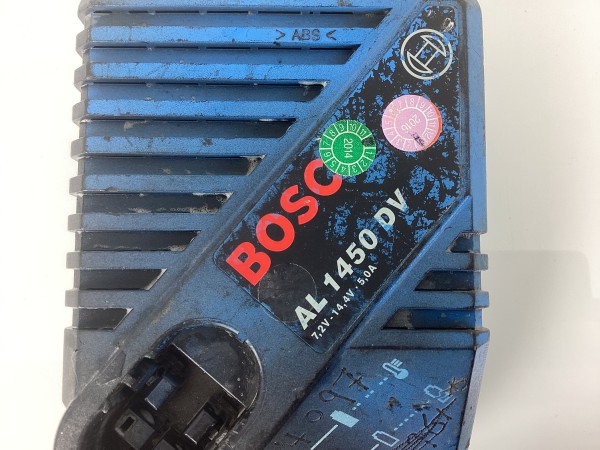 >ABS<
2016
2014
BOSC
AL 1450 DV
7,2V - 14,4V · 5,0A